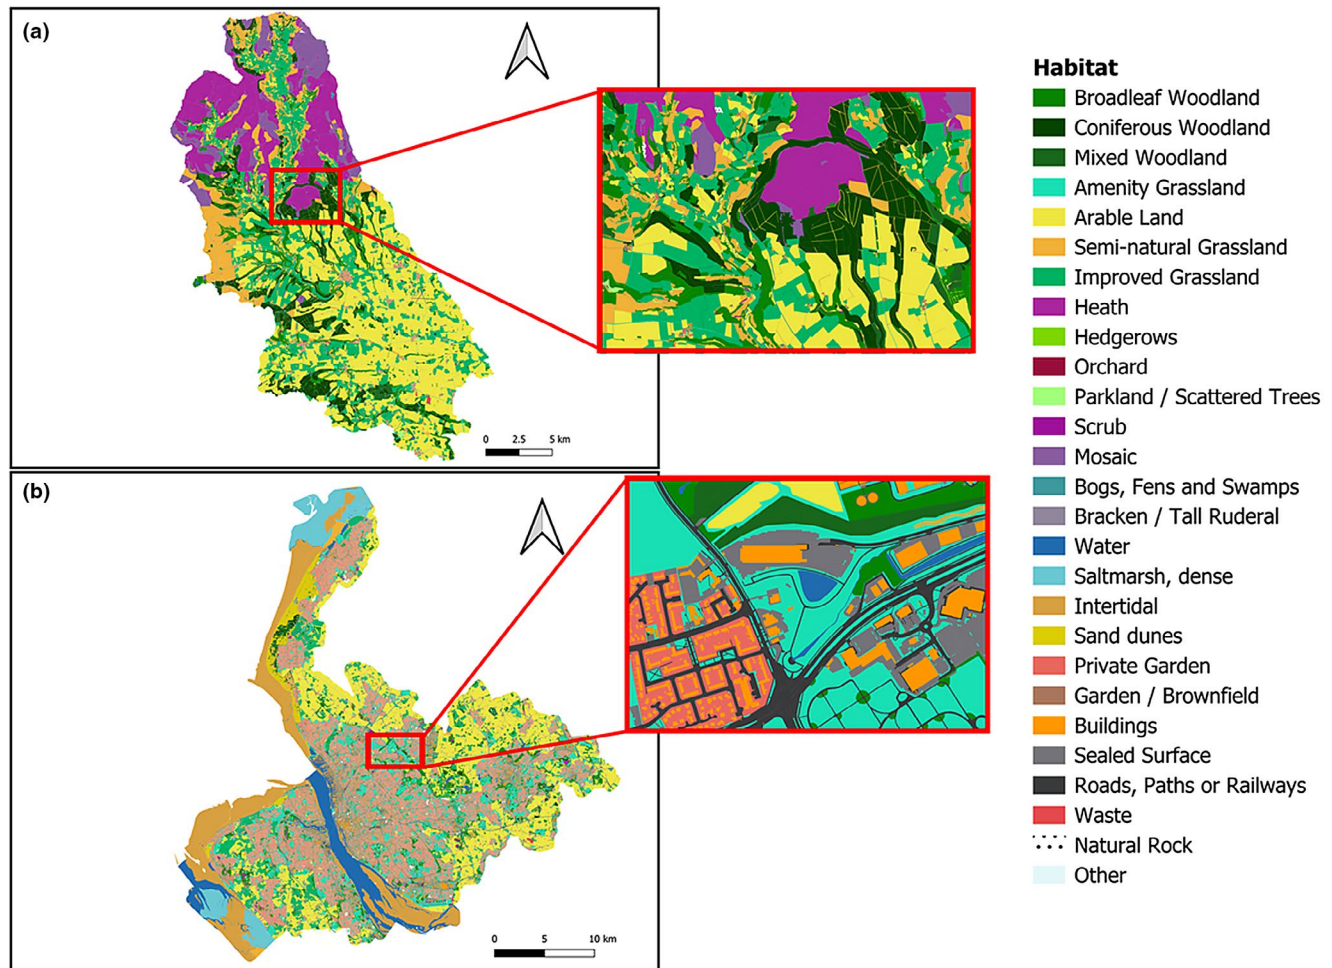 (a)
0 2.5 5 km
(b)
0 5 10 km
Habitat
Broadleaf Woodland
Coniferous Woodland
Mixed Woodland
Amenity Grassland
Arable Land
Semi-natural Grassland
Improved Grassland
Heath
Hedgerows
Orchard
Parkland / Scattered Trees
Scrub
Mosaic
Bogs, Fens and Swamps
Bracken / Tall Ruderal
Water
Saltmarsh, dense
Intertidal
Sand dunes
Private Garden
Garden / Brownfield
Buildings
Sealed Surface
Roads, Paths or Railways
Waste
Natural Rock
Other